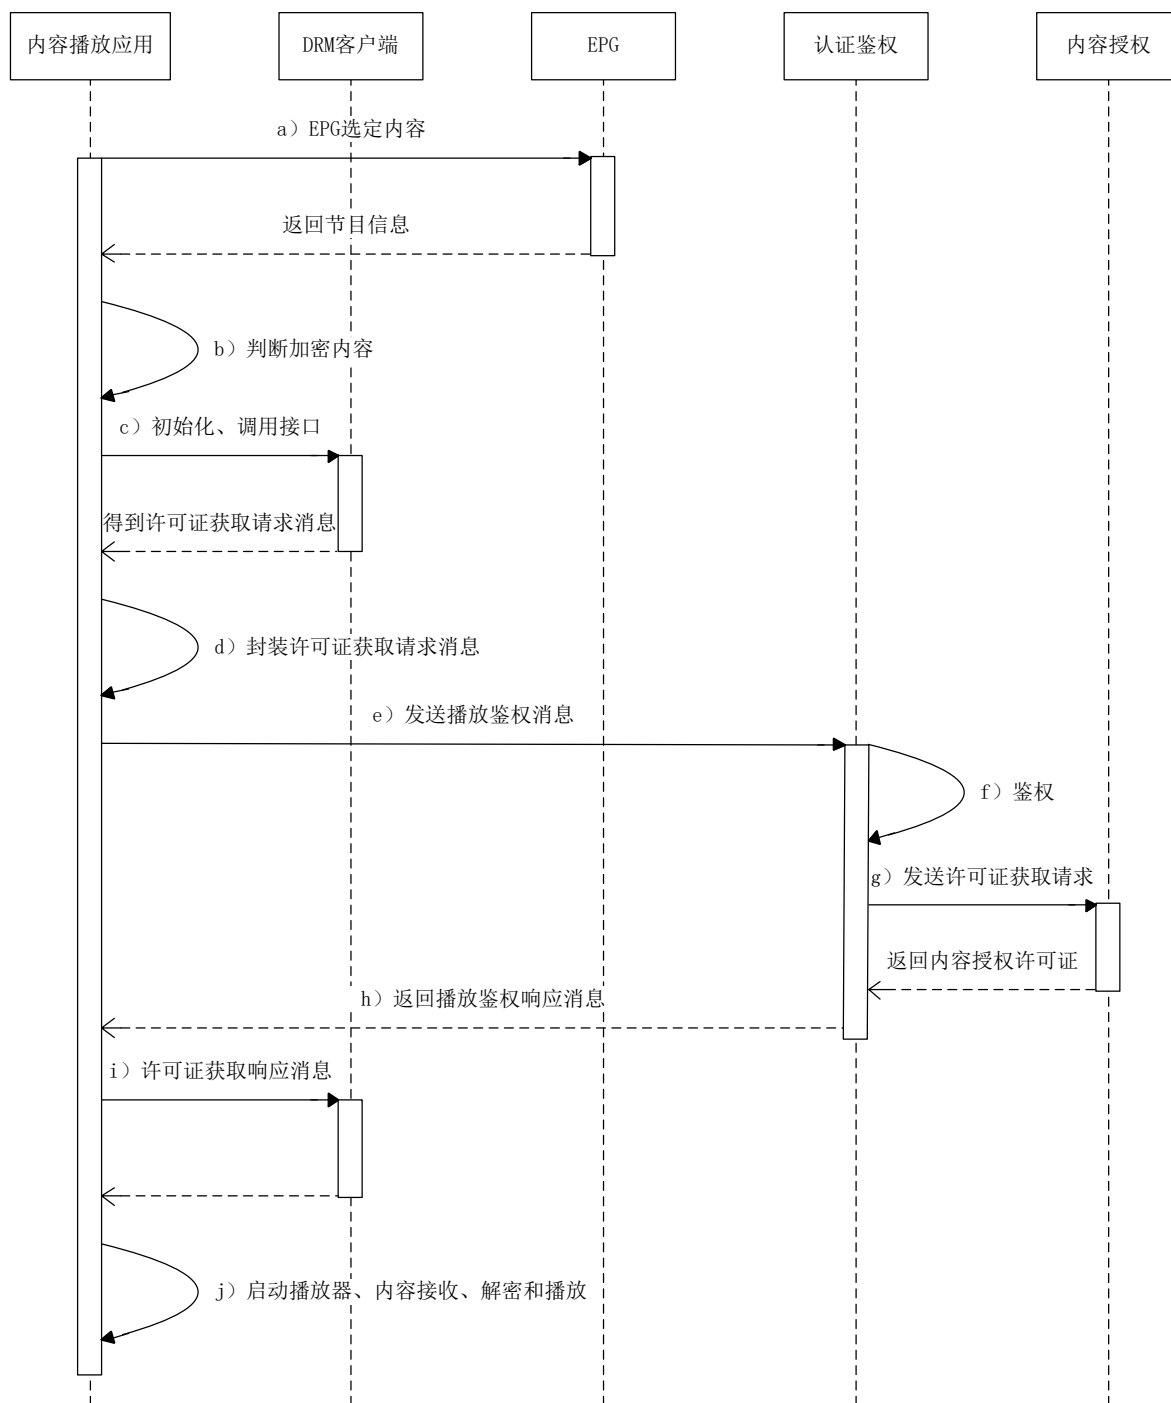 内容播放应用
DRM客户端
EPG
认证鉴权
内容授权
a）EPG选定内容
返回节目信息
b）判断加密内容
c）初始化、调用接口
得到许可证获取请求消息
d）封装许可证获取请求消息
e）发送播放鉴权消息
f）鉴权
g）发送许可证获取请求
返回内容授权许可证
h）返回播放鉴权响应消息
i）许可证获取响应消息
j）启动播放器、内容接收、解密和播放